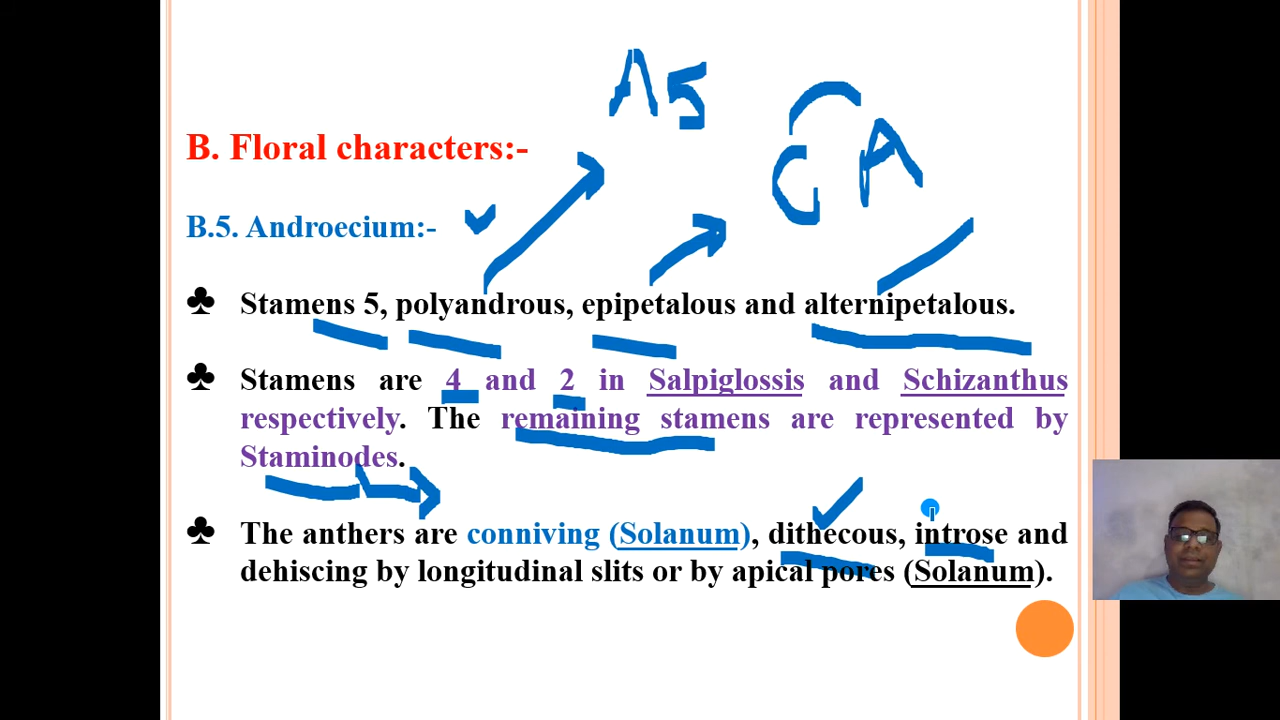 A5
C A
B. Floral characters:-
B.5. Androecium:-
♣ Stamens 5, polyandrous, epipetalous and alternipetalous.
♣ Stamens are 4 and 2 in Salpiglossis and Schizanthus
respectively. The remaining stamens are represented by
Staminodes.
♣ The anthers are conniving (Solanum), dithecous, introse and
dehiscing by longitudinal slits or by apical pores (Solanum).